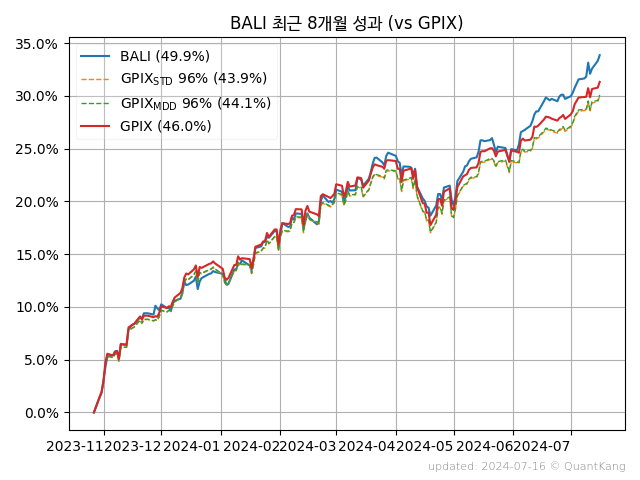 BALI 최근 8개월 성과 (vs GPIX)
35.0%
30.0%
25.0%
20.0%
15.0%
10.0%
5.0%
0.0%
BALI (49.9%)
GPIXSTD 96% (43.9%)
GPIXMDD 96% (44.1%)
GPIX (46.0%)
2023-11 2023-12 2024-01 2024-02 2024-03 2024-04 2024-05 2024-06 2024-07
updated: 2024-07-16 © QuantKang